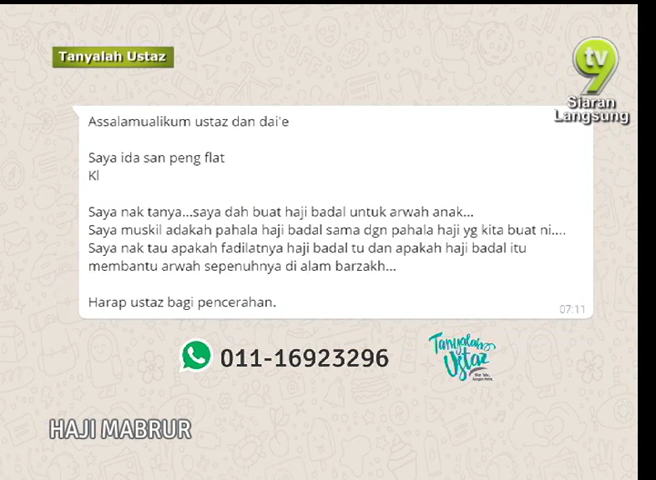 Tanyalah Ustaz
tv
9
Siaran
Langsung
Assalamualikum ustaz dan dai'e
Saya ida san peng flat
Kl
Saya nak tanya...saya dah buat haji badal untuk arwah anak...
Saya muskil adakah pahala haji badal sama dgn pahala haji yg kita buat ni....
Saya nak tau apakah fadilatnya haji badal tu dan apakah haji badal itu
membantu arwah sepenuhnya di alam barzakh...
Harap ustaz bagi pencerahan.
07:11
011-16923296
Tanyalah
Ustaz
HAJI MABRUR